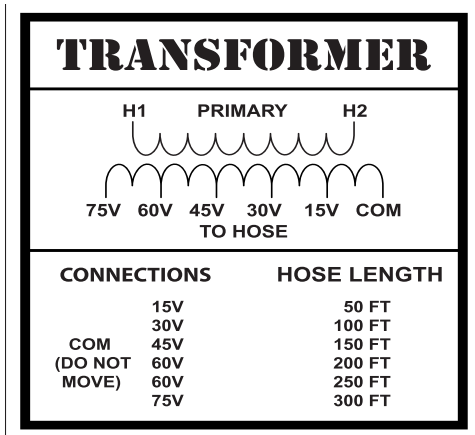 TRANSFORMER
H1 PRIMARY H2
75V 60V 45V 30V 15V COM
TO HOSE
CONNECTIONS HOSE LENGTH
15V 50 FT
30V 100 FT
COM 45V 150 FT
(DO NOT 60V 200 FT
MOVE) 60V 250 FT
75V 300 FT